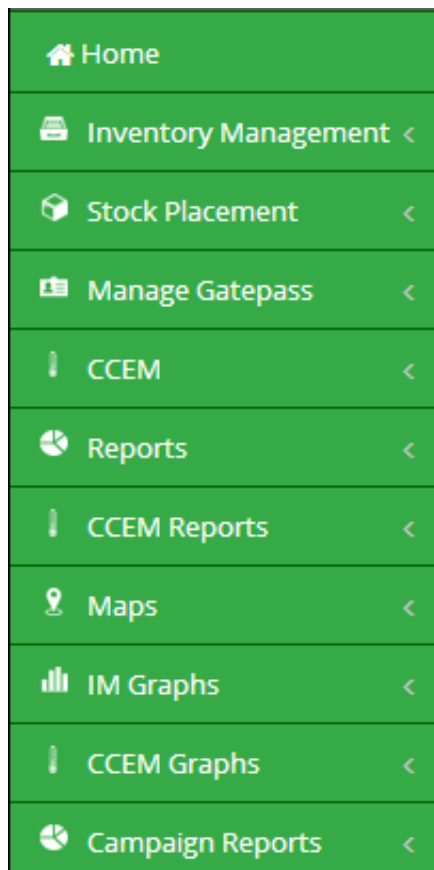 Home
Inventory Management
Stock Placement
Manage Gatepass
CCEM
Reports
CCEM Reports
Maps
IM Graphs
CCEM Graphs
Campaign Reports